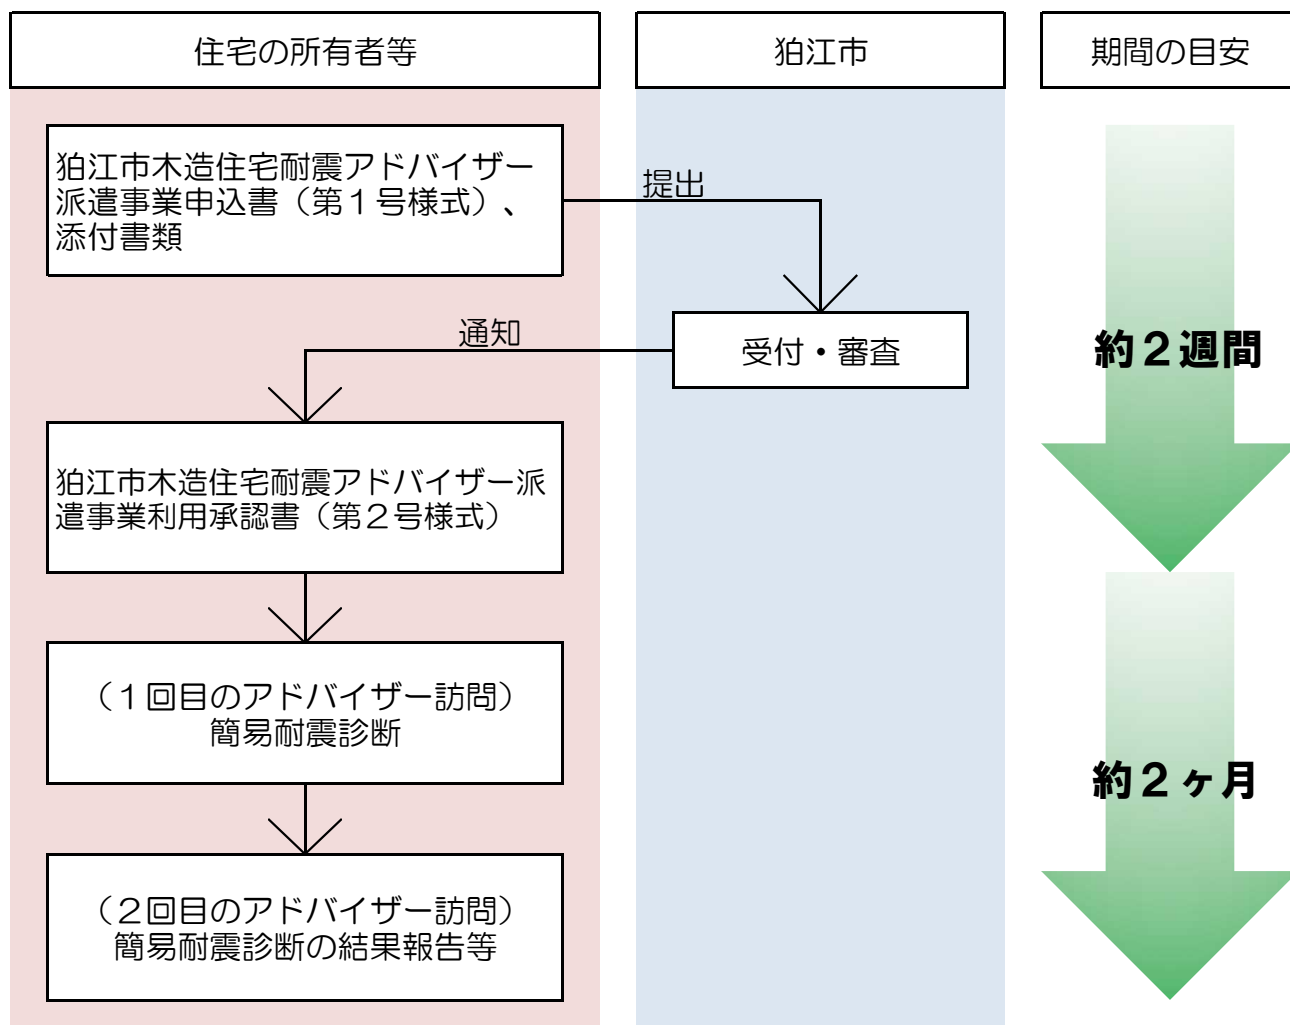 住宅の所有者等
狛江市
期間の目安
狛江市木造住宅耐震アドバイザー
派遣事業申込書（第１号様式）、
添付書類
提出
受付・審査
通知
約２週間
狛江市木造住宅耐震アドバイザー派
遣事業利用承認書（第２号様式）
（１回目のアドバイザー訪問）
簡易耐震診断
約２ヶ月
（２回目のアドバイザー訪問）
簡易耐震診断の結果報告等